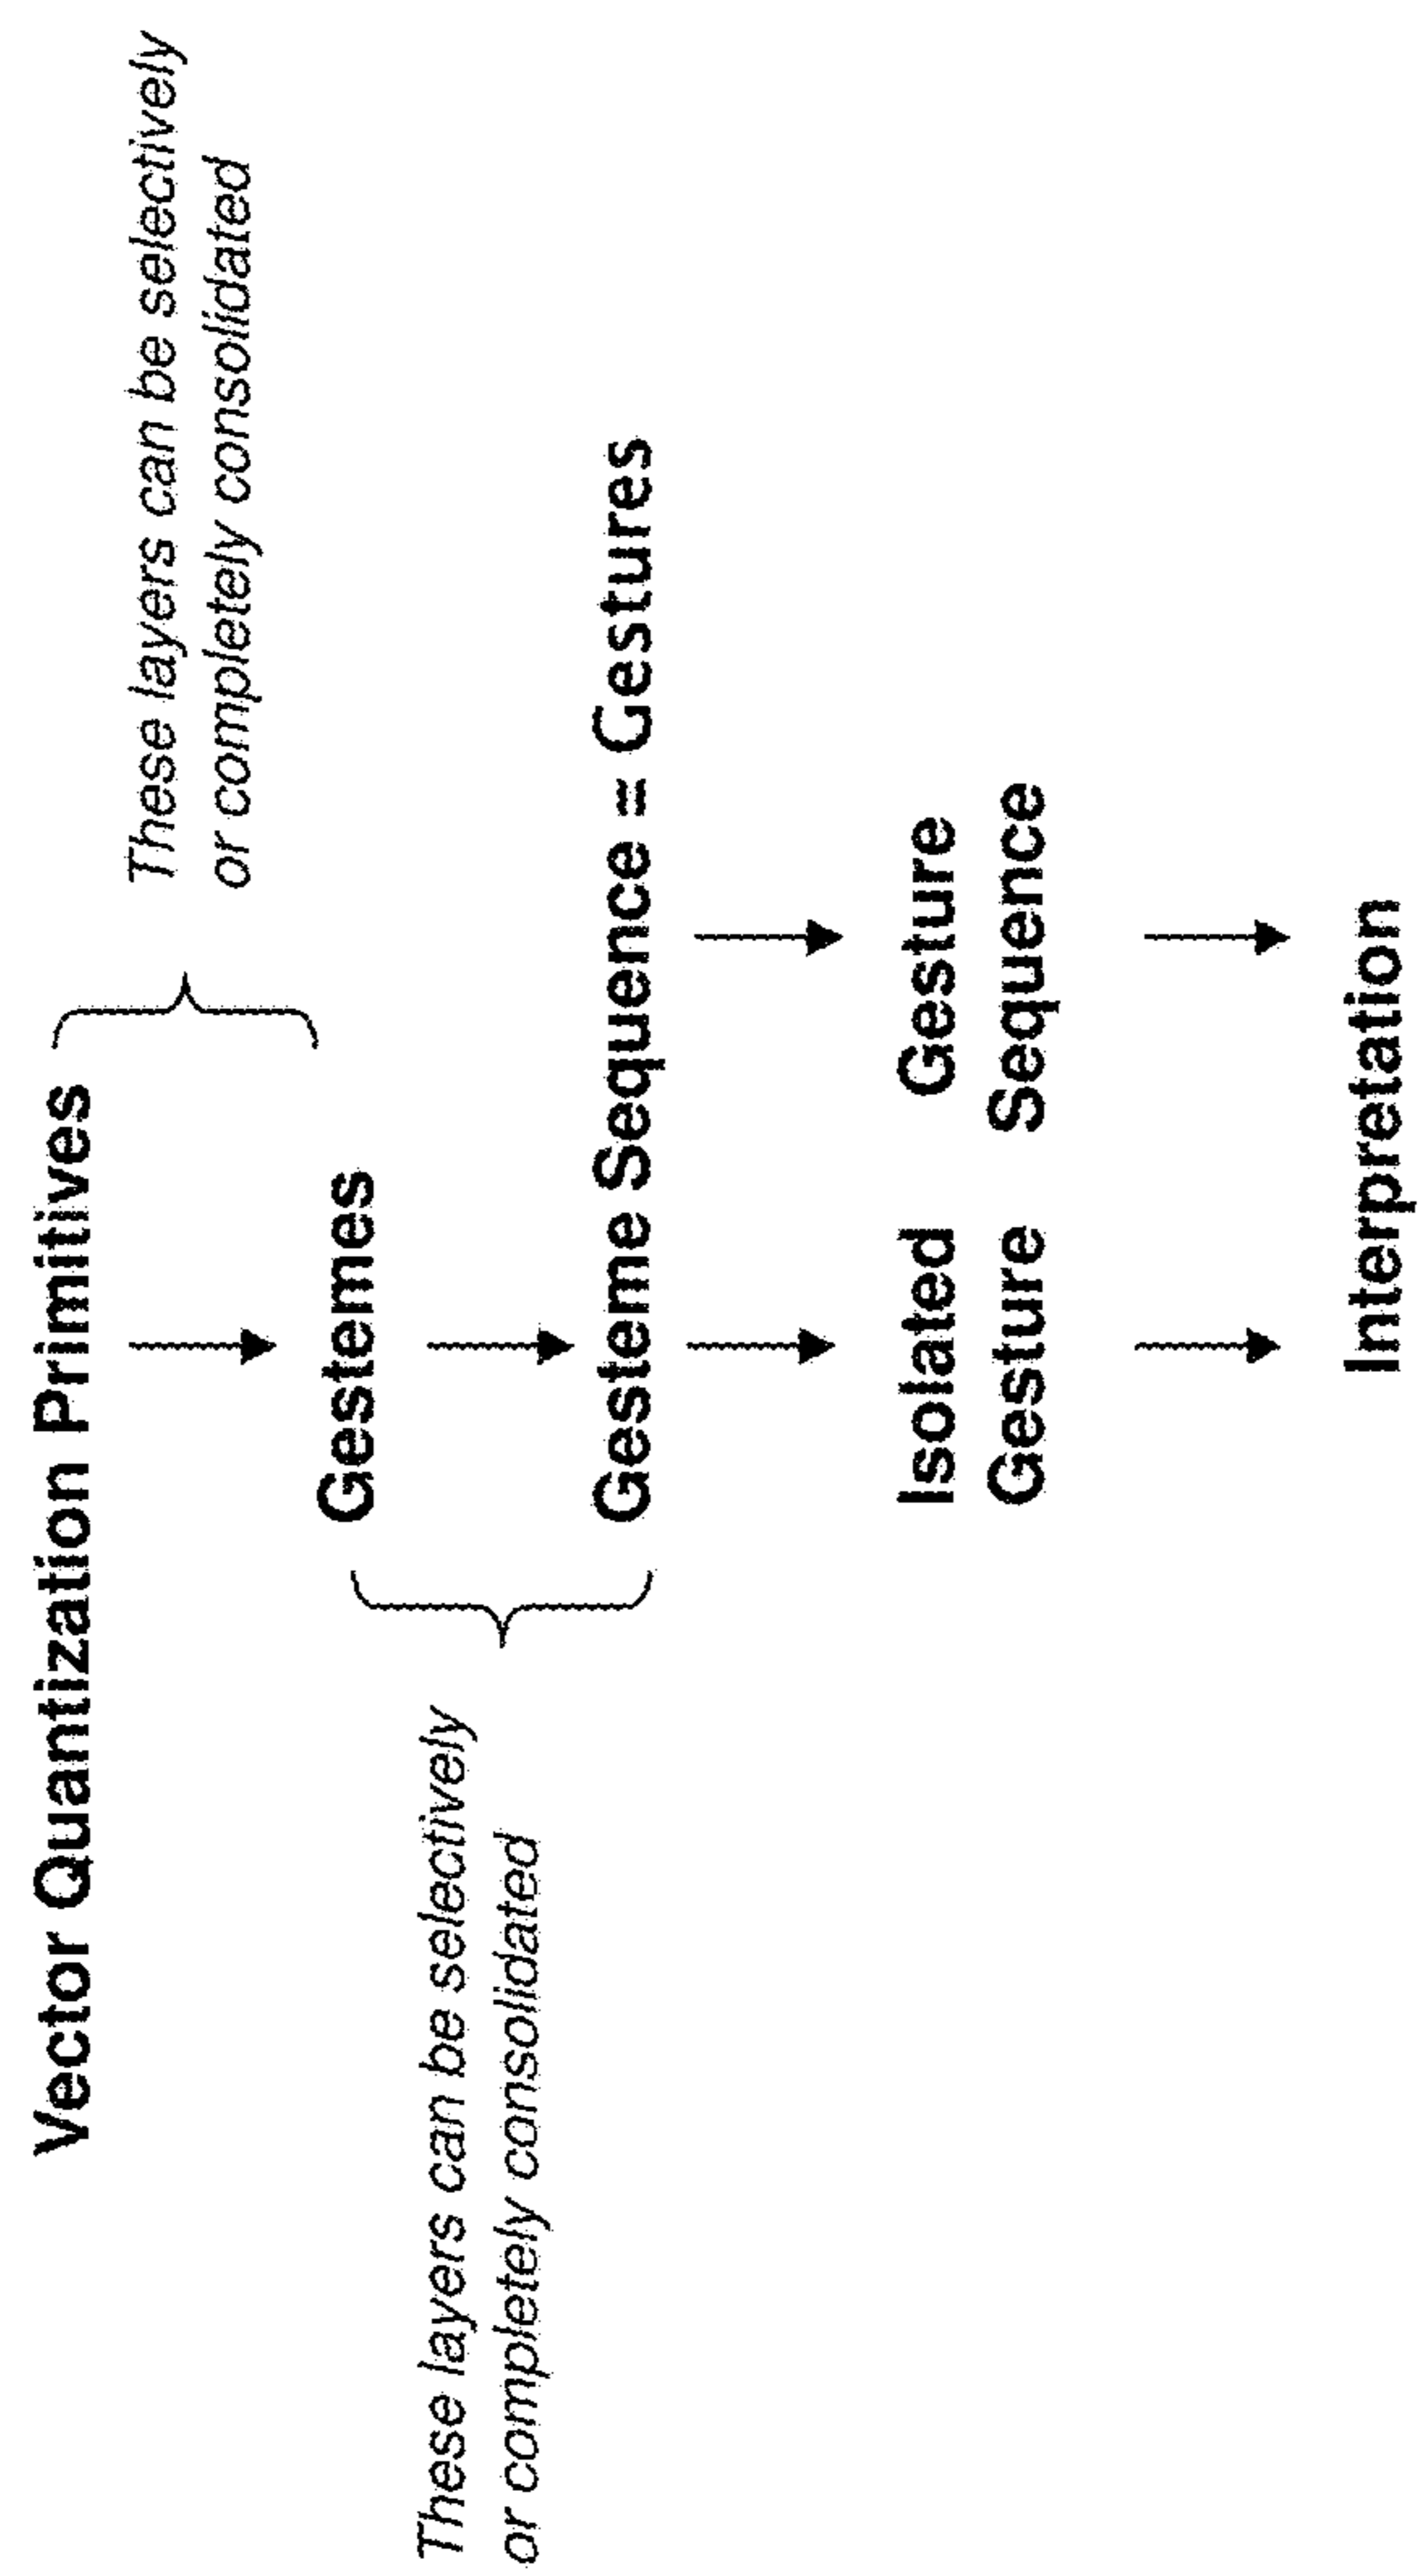 Vector Quantization Primitives
These layers can be selectively
or completely consolidated
Gestemes
These layers can be selectively
or completely consolidated
Gesteme Sequence = Gestures
Isolated
Gesture
Gesture
Sequence
Interpretation